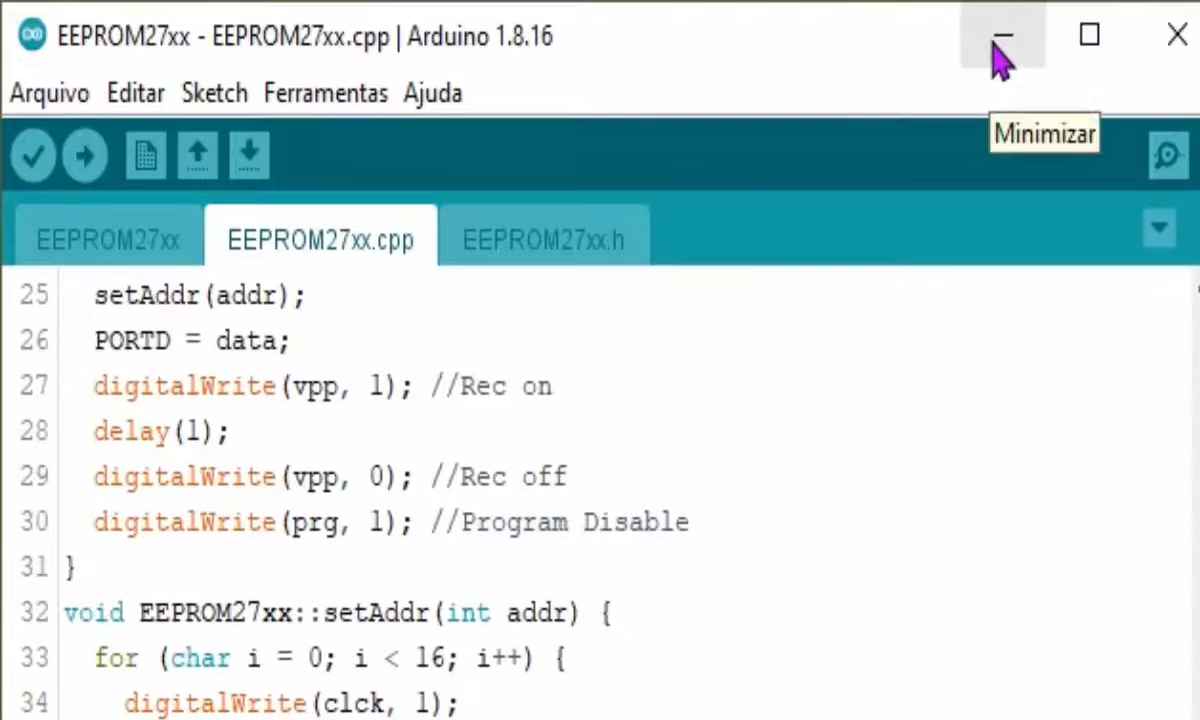 EEPROM27xx - EEPROM27xx.cpp | Arduino 1.8.16
Arquivo Editar Sketch Ferramentas Ajuda
Minimizar
EEPROM27xx EEPROM27xx.cpp EEPROM27xx.h
25 setAddr(addr);
26 PORTD = data;
27 digitalWrite(vpp, 1); //Rec on
28 delay(1);
29 digitalWrite(vpp, 0); //Rec off
30 digitalWrite(prg, 1); //Program Disable
31 }
32 void EEPROM27xx::setAddr(int addr) {
33 for (char i = 0; i < 16; i++) {
34 digitalWrite(clck, 1);